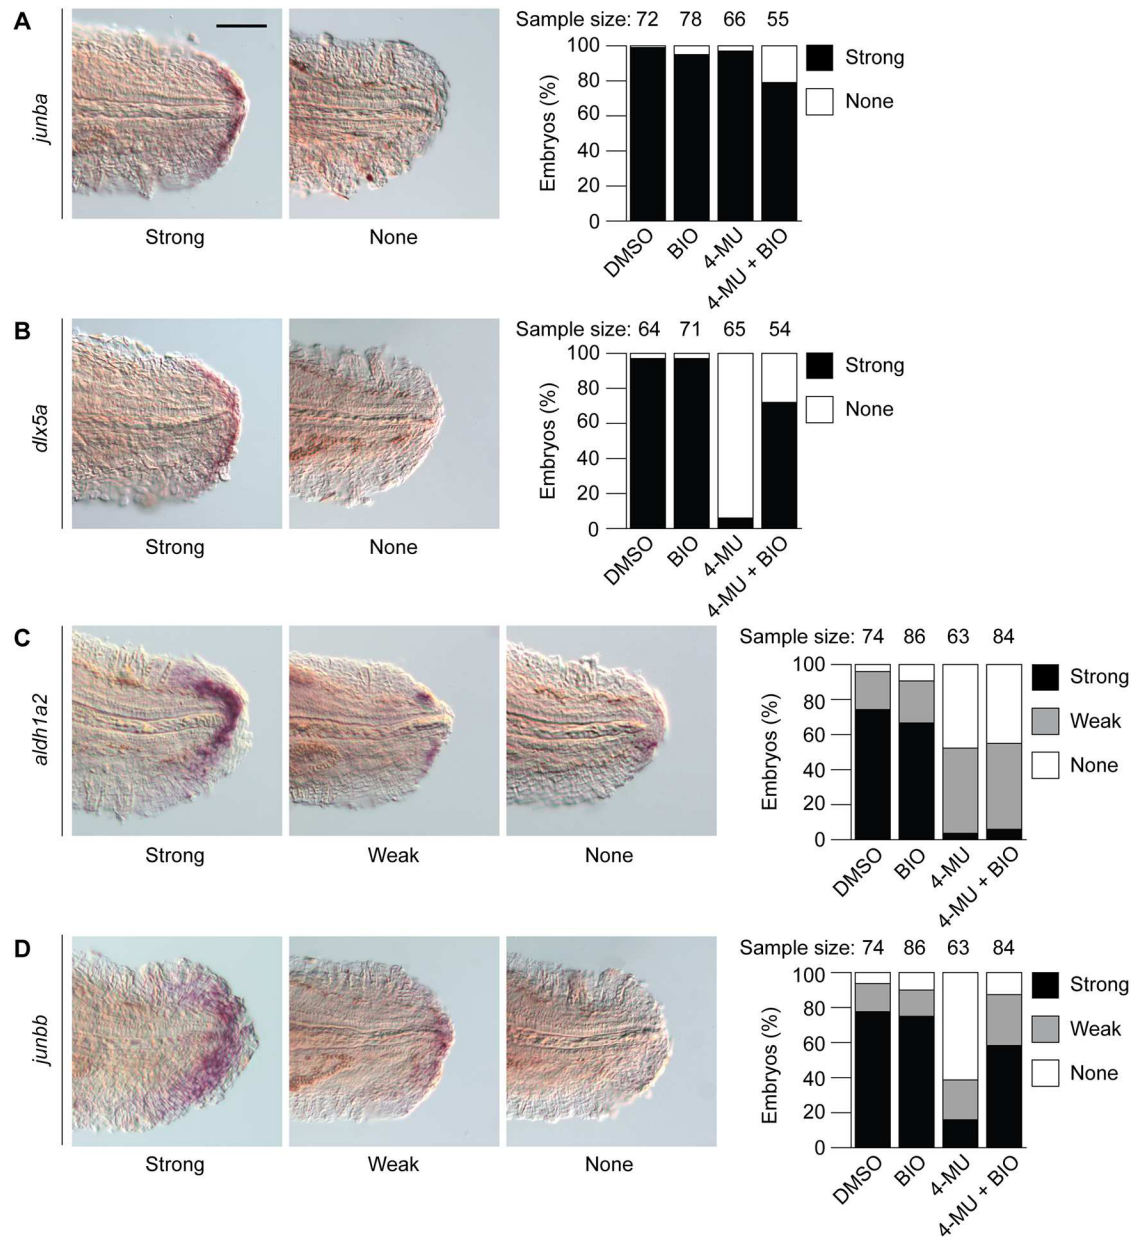 A
junba
Strong
None
Sample size: 72 78 66 55
Embryos (%)
100
80
60
40
20
0
DMSO
BIO
4-MU
4-MU + BIO
Strong
None
B
dlx5a
Strong
None
Sample size: 64 71 65 54
Embryos (%)
100
80
60
40
20
0
DMSO
BIO
4-MU
4-MU + BIO
Strong
None
C
aldh1a2
Strong
Weak
None
Sample size: 74 86 63 84
Embryos (%)
100
80
60
40
20
0
DMSO
BIO
4-MU
4-MU + BIO
Strong
Weak
None
D
junbb
Strong
Weak
None
Sample size: 74 86 63 84
Embryos (%)
100
80
60
40
20
0
DMSO
BIO
4-MU
4-MU + BIO
Strong
Weak
None